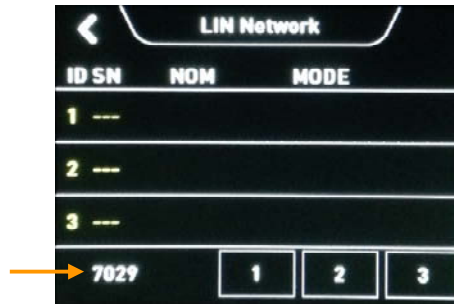 LIN Network
ID SN NOM MODE
1 ---
2 ---
3 ---
7029 1 2 3